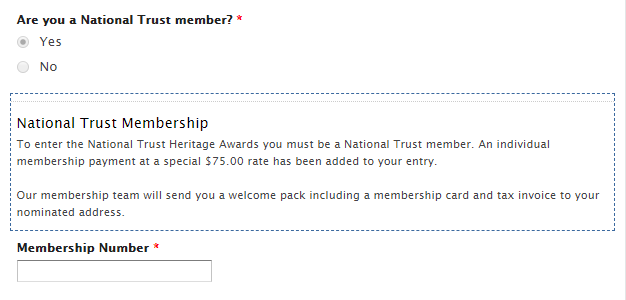 Are you a National Trust member? *
Yes
No
National Trust Membership
To enter the National Trust Heritage Awards you must be a National Trust member. An individual
membership payment at a special $75.00 rate has been added to your entry.
Our membership team will send you a welcome pack including a membership card and tax invoice to your
nominated address.
Membership Number *